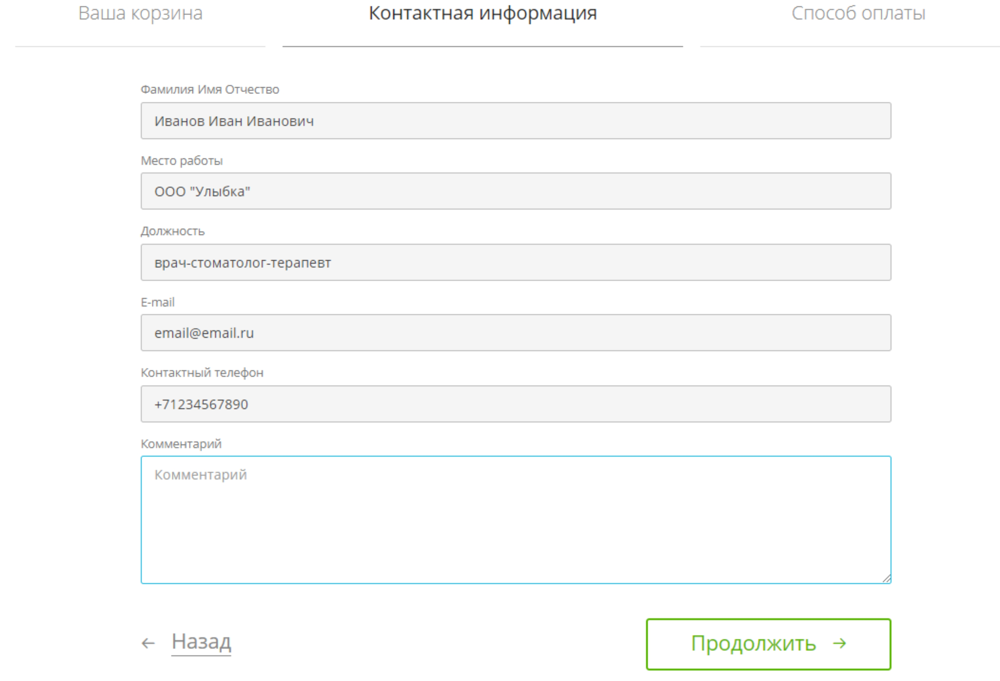 Ваша корзина
Контактная информация
Способ оплаты
Фамилия Имя Отчество
Иванов Иван Иванович
Место работы
ООО "Улыбка"
Должность
врач-стоматолог-терапевт
E-mail
email@email.ru
Контактный телефон
+71234567890
Комментарий
Комментарий
← Назад
Продолжить →